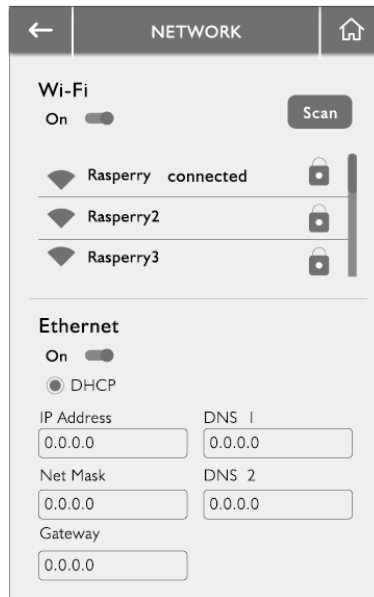 NETWORK
Wi-Fi
On
Scan
Rasperry connected
Rasperry2
Rasperry3
Ethernet
On
DHCP
IP Address DNS 1
0.0.0.0 0.0.0.0
Net Mask DNS 2
0.0.0.0 0.0.0.0
Gateway
0.0.0.0